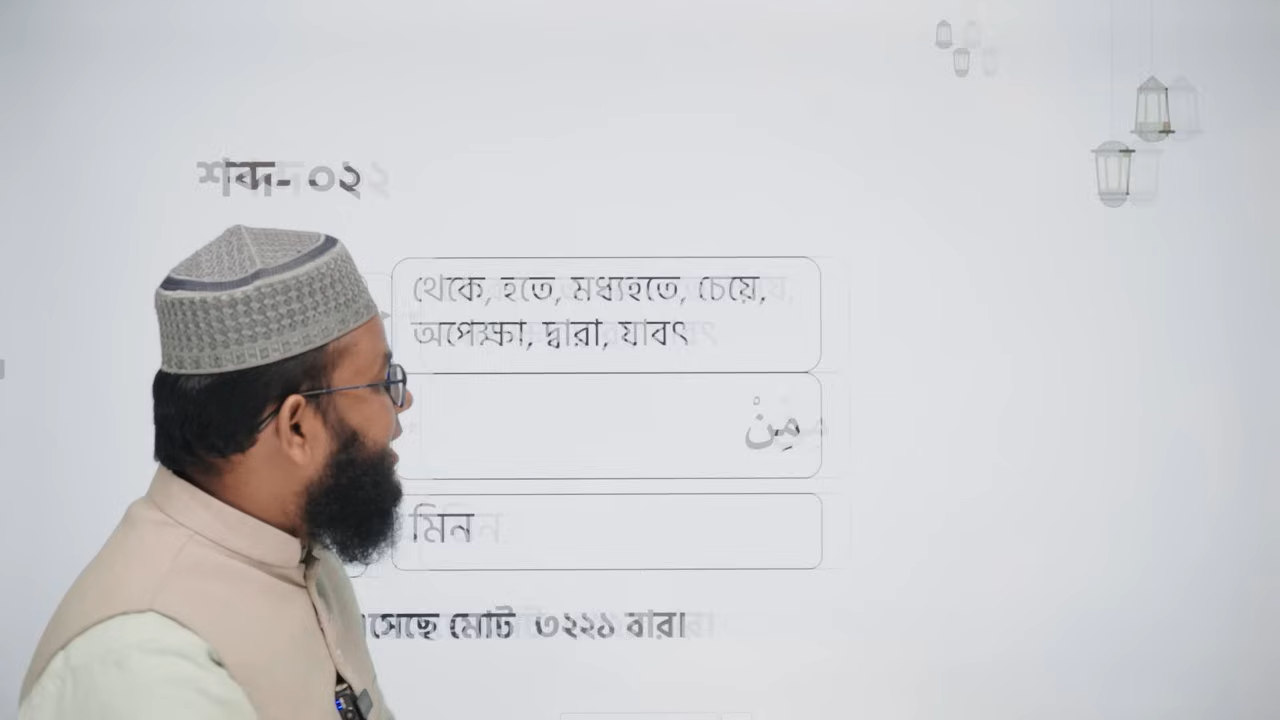 শব্দ- ০২
থেকে, হতে, মধ্যহতে, চেয়ে,
অপেক্ষা, দ্বারা, যাবৎ
مِنْ
মিন
মোট ৩২২১ বার।